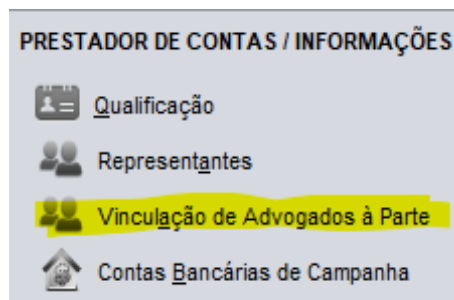 PRESTADOR DE CONTAS / INFORMAÇÕES
Qualificação
Representantes
Vinculação de Advogados à Parte
Contas Bancárias de Campanha